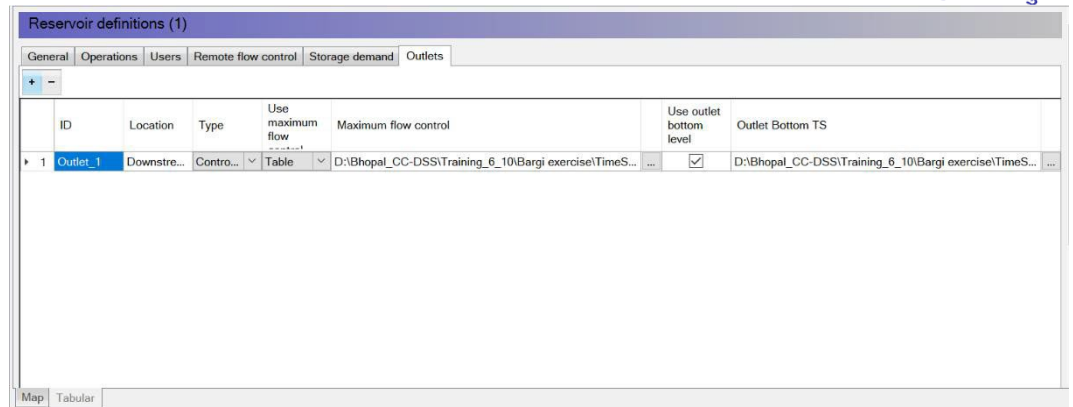 Reservoir definitions (1)
General Operations Users Remote flow control Storage demand Outlets
+ -
ID Location Type Use maximum flow control Maximum flow control Use outlet bottom level Outlet Bottom TS
1 Outlet_1 Downstre... Contro... Table D:\Bhopal_CC-DSS\Training_6_10\Bargi exercise\TimeS... ... D:\Bhopal_CC-DSS\Training_6_10\Bargi exercise\TimeS... ...
Map Tabular